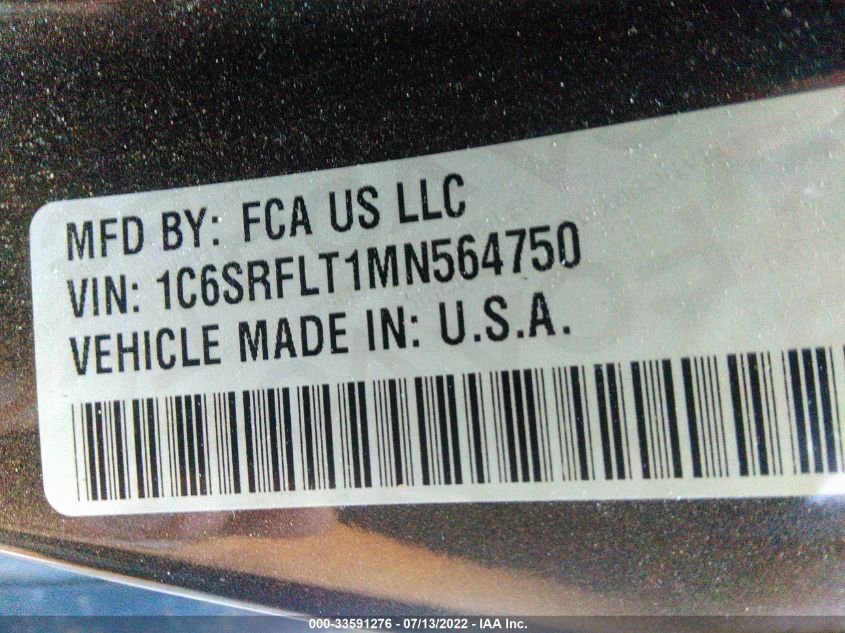 MFD BY: FCA US LLC
VIN: 1C6SRFLT1MN564750
VEHICLE MADE IN: U.S.A.
000-33591276 - 07/13/2022 - IAA Inc.